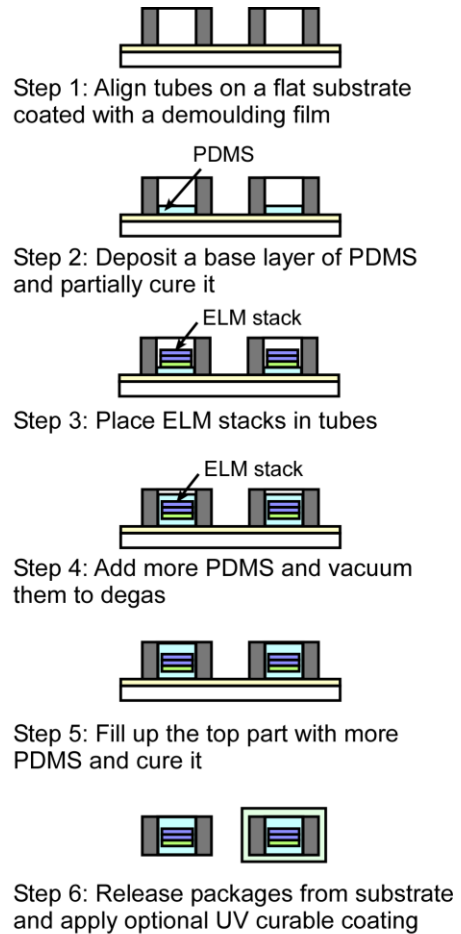 Step 1: Align tubes on a flat substrate
coated with a demoulding film
PDMS
Step 2: Deposit a base layer of PDMS
and partially cure it
ELM stack
Step 3: Place ELM stacks in tubes
ELM stack
Step 4: Add more PDMS and vacuum
them to degas
Step 5: Fill up the top part with more
PDMS and cure it
Step 6: Release packages from substrate
and apply optional UV curable coating